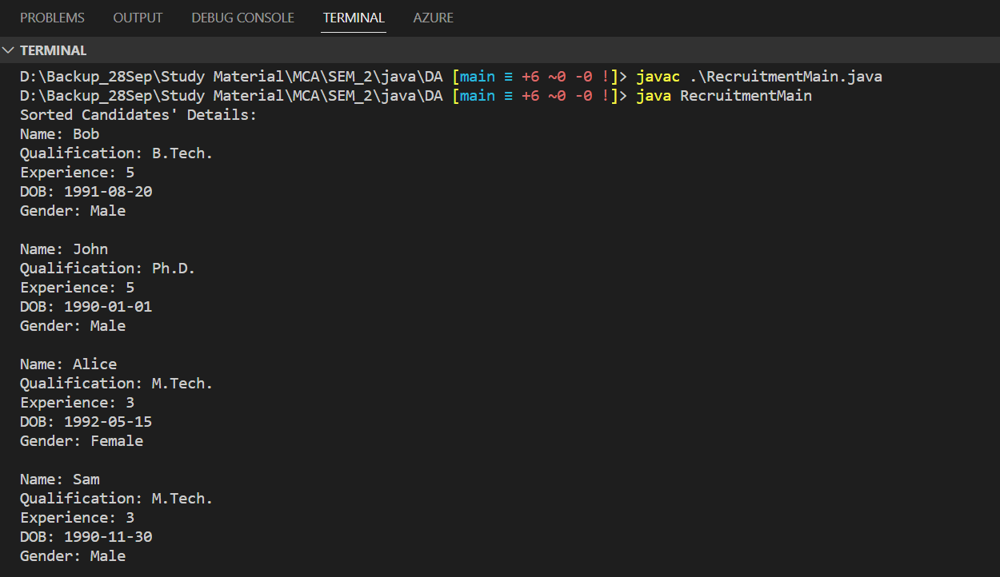 PROBLEMS OUTPUT DEBUG CONSOLE TERMINAL AZURE
TERMINAL
D:\Backup_28Sep\Study Material\MCA\SEM_2\java\DA [main ≡ +6 ~0 -0 !]> javac .\RecruitmentMain.java
D:\Backup_28Sep\Study Material\MCA\SEM_2\java\DA [main ≡ +6 ~0 -0 !]> java RecruitmentMain
Sorted Candidates' Details:
Name: Bob
Qualification: B.Tech.
Experience: 5
DOB: 1991-08-20
Gender: Male

Name: John
Qualification: Ph.D.
Experience: 5
DOB: 1990-01-01
Gender: Male

Name: Alice
Qualification: M.Tech.
Experience: 3
DOB: 1992-05-15
Gender: Female

Name: Sam
Qualification: M.Tech.
Experience: 3
DOB: 1990-11-30
Gender: Male